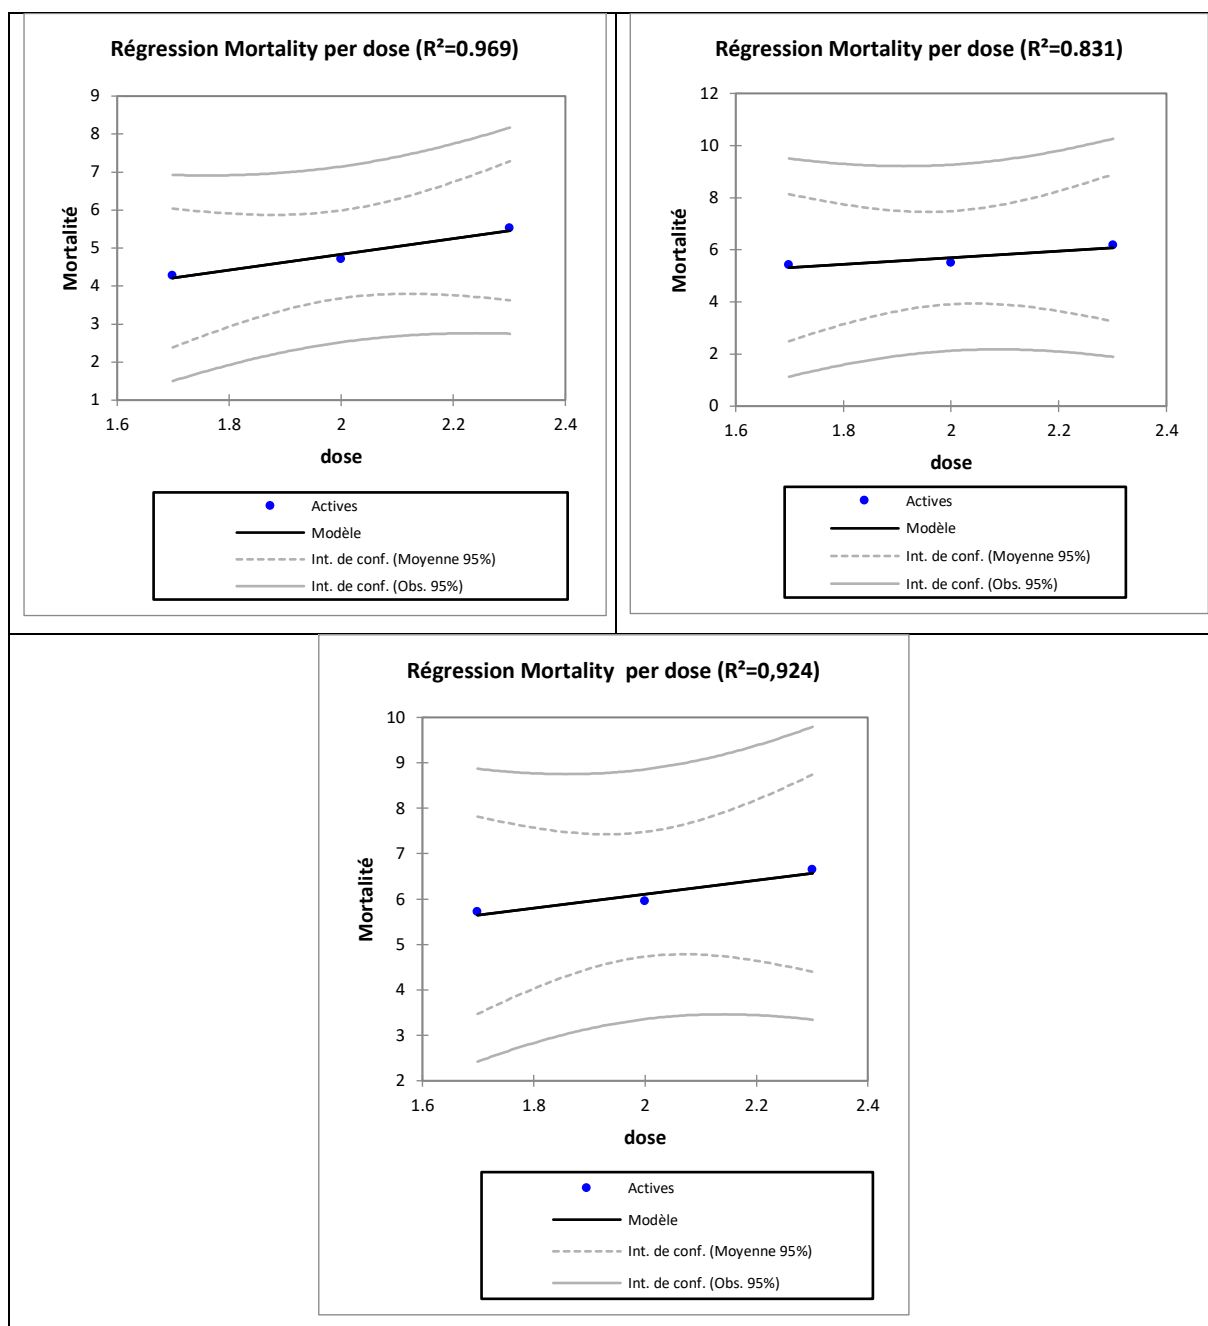 Régression Mortality per dose (R²=0.969)
9
8
7
6
5
4
3
2
1
Mortalité
1.6 1.8 2 2.2 2.4
dose
Actives
Modèle
Int. de conf. (Moyenne 95%)
Int. de conf. (Obs. 95%)
Régression Mortality per dose (R²=0.831)
12
10
8
6
4
2
0
Mortalité
1.6 1.8 2 2.2 2.4
dose
Actives
Modèle
Int. de conf. (Moyenne 95%)
Int. de conf. (Obs. 95%)
Régression Mortality per dose (R²=0,924)
10
9
8
7
6
5
4
3
2
Mortalité
1.6 1.8 2 2.2 2.4
dose
Actives
Modèle
Int. de conf. (Moyenne 95%)
Int. de conf. (Obs. 95%)